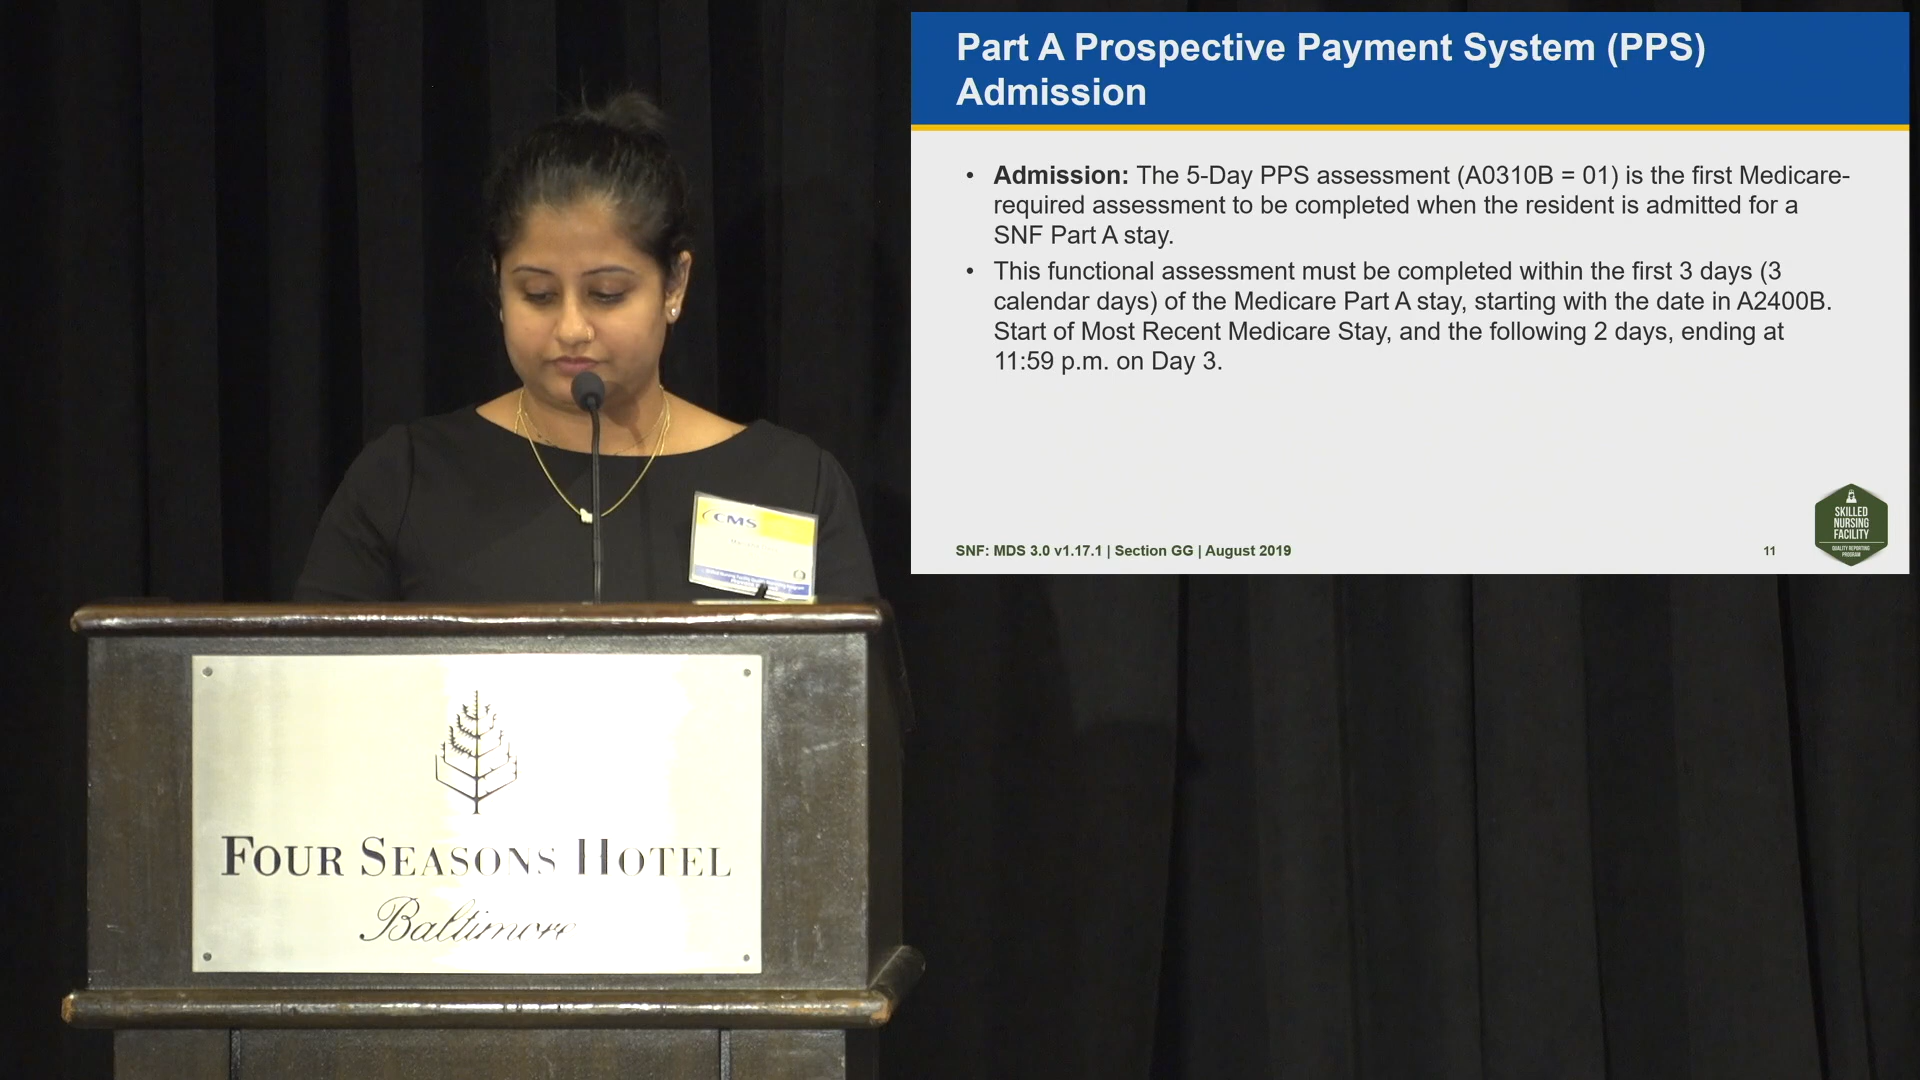 Part A Prospective Payment System (PPS)
Admission
• Admission: The 5-Day PPS assessment (A0310B = 01) is the first Medicare-
required assessment to be completed when the resident is admitted for a
SNF Part A stay.
• This functional assessment must be completed within the first 3 days (3
calendar days) of the Medicare Part A stay, starting with the date in A2400B.
Start of Most Recent Medicare Stay, and the following 2 days, ending at
11:59 p.m. on Day 3.
SNF: MDS 3.0 v1.17.1 | Section GG | August 2019
11
SKILLED
NURSING
FACILITY
QUALITY REPORTING
PROGRAM
CMS
FOUR SEASONS HOTEL
Baltimore